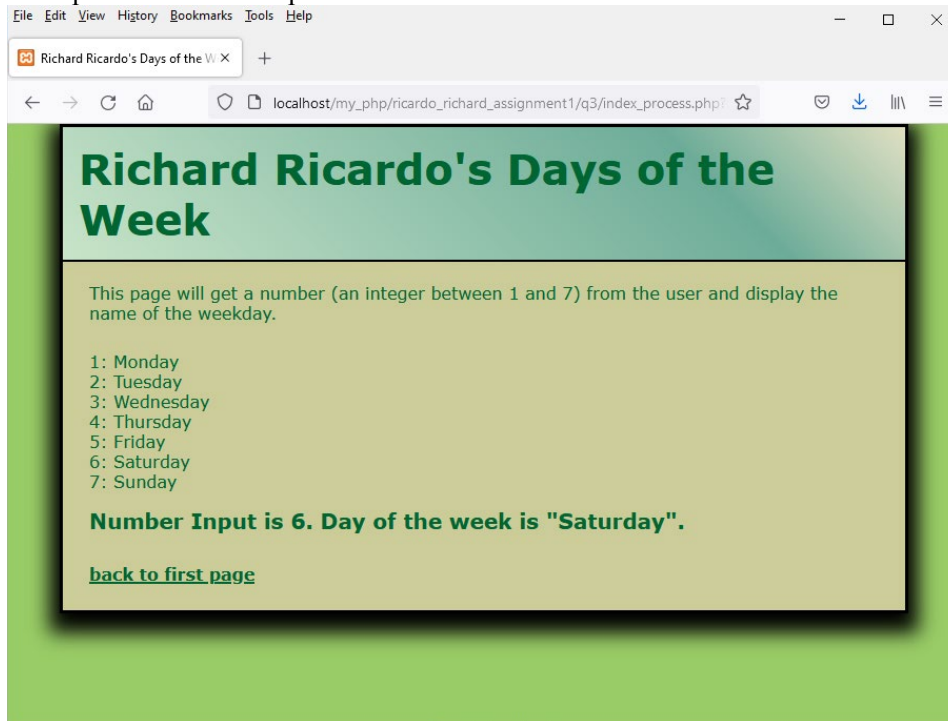 File Edit View History Bookmarks Tools Help
Richard Ricardo's Days of the W
localhost/my_php/ricardo_richard_assignment1/q3/index_process.php?
Richard Ricardo's Days of the
Week
This page will get a number (an integer between 1 and 7) from the user and display the
name of the weekday.
1: Monday
2: Tuesday
3: Wednesday
4: Thursday
5: Friday
6: Saturday
7: Sunday
Number Input is 6. Day of the week is "Saturday".
back to first page